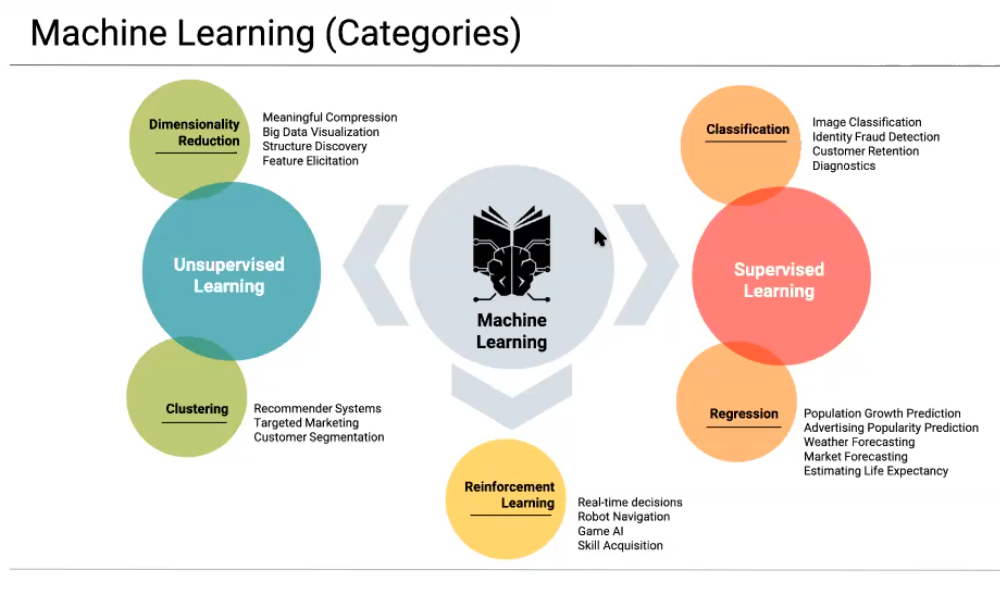 Machine Learning (Categories)
Dimensionality
Reduction
Meaningful Compression
Big Data Visualization
Structure Discovery
Feature Elicitation
Unsupervised
Learning
Clustering
Recommender Systems
Targeted Marketing
Customer Segmentation
Machine
Learning
Classification
Image Classification
Identity Fraud Detection
Customer Retention
Diagnostics
Supervised
Learning
Regression
Population Growth Prediction
Advertising Popularity Prediction
Weather Forecasting
Market Forecasting
Estimating Life Expectancy
Reinforcement
Learning
Real-time decisions
Robot Navigation
Game AI
Skill Acquisition